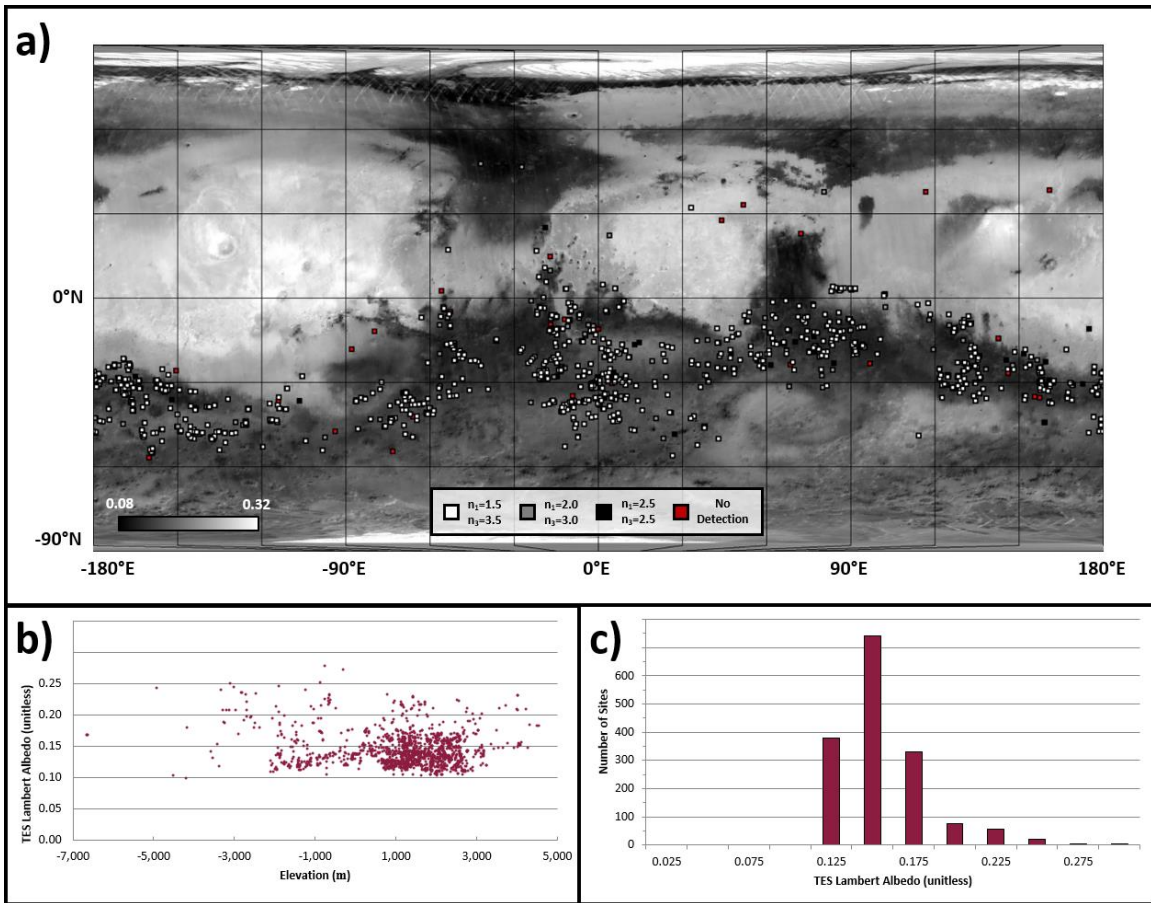 a)
0°N
0.08
0.32
n₁=1.5
n₃=3.5
n₁=2.0
n₃=3.0
n₁=2.5
n₃=2.5
No
Detection
-90°N
-180°E
-90°E
0°E
90°E
180°E
b)
TES Lambert Albedo (unitless)
0.25
0.20
0.15
0.10
0.05
0.00
-7,000
-5,000
-3,000
-1,000
1,000
3,000
5,000
Elevation (m)
c)
Number of Sites
600
500
400
300
200
100
0
0.025
0.075
0.125
0.175
0.225
0.275
TES Lambert Albedo (unitless)